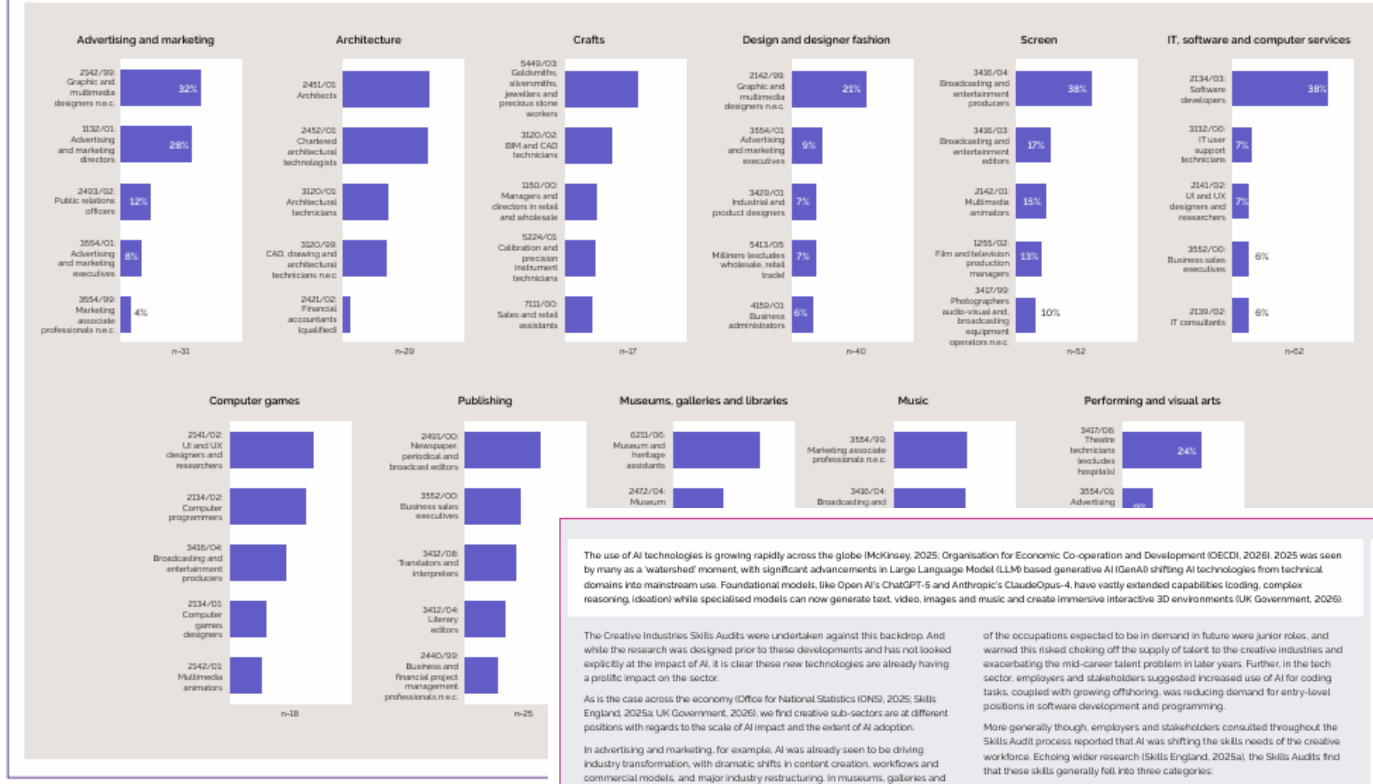 Advertising and marketing
2142/99:
Graphic and
multimedia
designers n.e.c.
32%
1132/01:
Advertising
and marketing
directors
28%
2493/02:
Public relations
officers
12%
3554/01:
Advertising
and marketing
executives
8%
3554/99:
Marketing
associate
professionals n.e.c.
4%
n=31
Architecture
2451/01:
Architects
2452/01:
Chartered
architectural
technologists
3120/01:
Architectural
technicians
3120/99:
CAD, drawing and
architectural
technicians n.e.c
2421/02:
Financial
accountants
(qualified)
n=29
Crafts
5449/03:
Goldsmiths,
silversmiths,
jewellers and
precious stone
workers
3120/02:
BIM and CAD
technicians
1150/00:
Managers and
directors in retail
and wholesale
5224/01:
Calibration and
precision
instrument
technicians
7111/00:
Sales and retail
assistants
n=17
Design and designer fashion
2142/99:
Graphic and
multimedia
designers n.e.c.
21%
3554/01:
Advertising
and marketing
executives
9%
3429/01:
Industrial and
product designers
7%
5413/05:
Milliners (excludes
wholesale, retail
trade)
7%
4159/01:
Business
administrators
6%
n=40
Screen
3416/04:
Broadcasting and
entertainment
producers
38%
3416/03:
Broadcasting and
entertainment
editors
17%
2142/01:
Multimedia
animators
15%
1255/02:
Film and television
production
managers
13%
3417/99:
Photographers
audio-visual and,
broadcasting
equipment
operators n.e.c.
10%
n=52
IT, software and computer services
2134/03:
Software
developers
38%
3132/00:
IT user
support
technicians
7%
2141/02:
UI and UX
designers and
researchers
7%
3552/00:
Business sales
executives
6%
2139/02:
IT consultants
6%
n=62
Computer games
2141/02:
UI and UX
designers and
researchers
2134/02:
Computer
programmers
3416/04:
Broadcasting and
entertainment
producers
2134/01:
Computer
games
designers
2142/01:
Multimedia
animators
n=18
Publishing
2491/00:
Newspaper,
periodical and
broadcast editors
3552/00:
Business sales
executives
3412/08:
Translators and
interpreters
3412/04:
Literary
editors
2440/99:
Business and
financial project
management
professionals n.e.c.
n=25
Museums, galleries and libraries
6211/06:
Museum and
heritage
assistants
2472/04:
Museum
Music
3554/99:
Marketing associate
professionals n.e.c.
3416/04:
Broadcasting and
Performing and visual arts
3417/06:
Theatre
technicians
(excludes
hospitals)
24%
3554/01:
Advertising
The use of AI technologies is growing rapidly across the globe (McKinsey, 2025; Organisation for Economic Co-operation and Development (OECD), 2026). 2025 was seen
by many as a 'watershed' moment, with significant advancements in Large Language Model (LLM) based generative AI (GenAI) shifting AI technologies from technical
domains into mainstream use. Foundational models, like Open AI's ChatGPT-5 and Anthropic's ClaudeOpus-4, have vastly extended capabilities (coding, complex
reasoning, ideation) while specialised models can now generate text, video, images and music and create immersive interactive 3D environments (UK Government, 2026).
The Creative Industries Skills Audits were undertaken against this backdrop. And
while the research was designed prior to these developments and has not looked
explicitly at the impact of AI, it is clear these new technologies are already having
a prolific impact on the sector.
As is the case across the economy (Office for National Statistics (ONS), 2025; Skills
England, 2025a; UK Government, 2026), we find creative sub-sectors are at different
positions with regards to the scale of AI impact and the extent of AI adoption.
In advertising and marketing, for example, AI was already seen to be driving
industry transformation, with dramatic shifts in content creation, workflows and
commercial models, and major industry restructuring. In museums, galleries and
of the occupations expected to be in demand in future were junior roles, and
warned this risked choking off the supply of talent to the creative industries and
exacerbating the mid-career talent problem in later years. Further, in the tech
sector, employers and stakeholders suggested increased use of AI for coding
tasks, coupled with growing offshoring, was reducing demand for entry-level
positions in software development and programming.
More generally though, employers and stakeholders consulted throughout the
Skills Audit process reported that AI was shifting the skills needs of the creative
workforce. Echoing wider research (Skills England, 2025a), the Skills Audits find
that these skills generally fell into three categories: